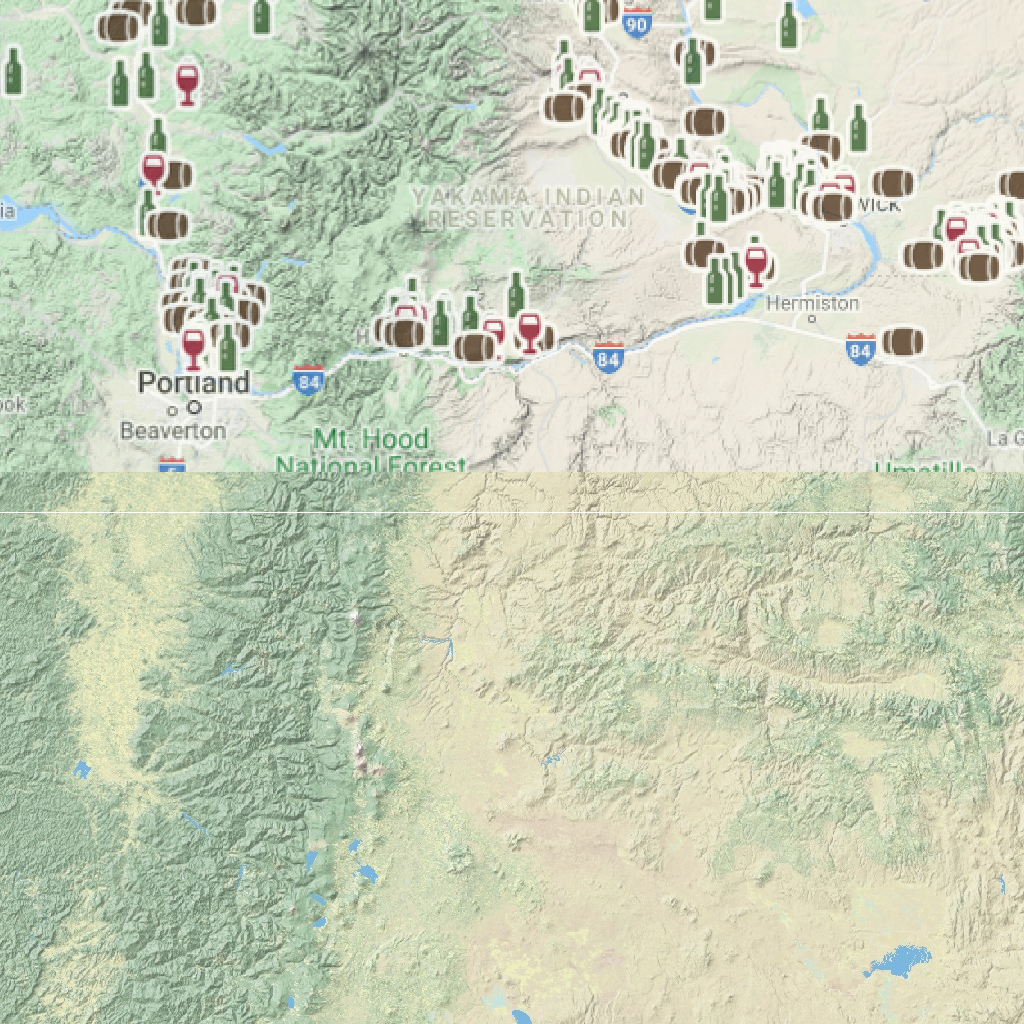 90
YAKAMA INDIAN
RESERVATION
ia
WICK
Hermiston
84
84
84
Portland
ook
Beaverton
Mt. Hood
National Forest
La G
5
Umatilla